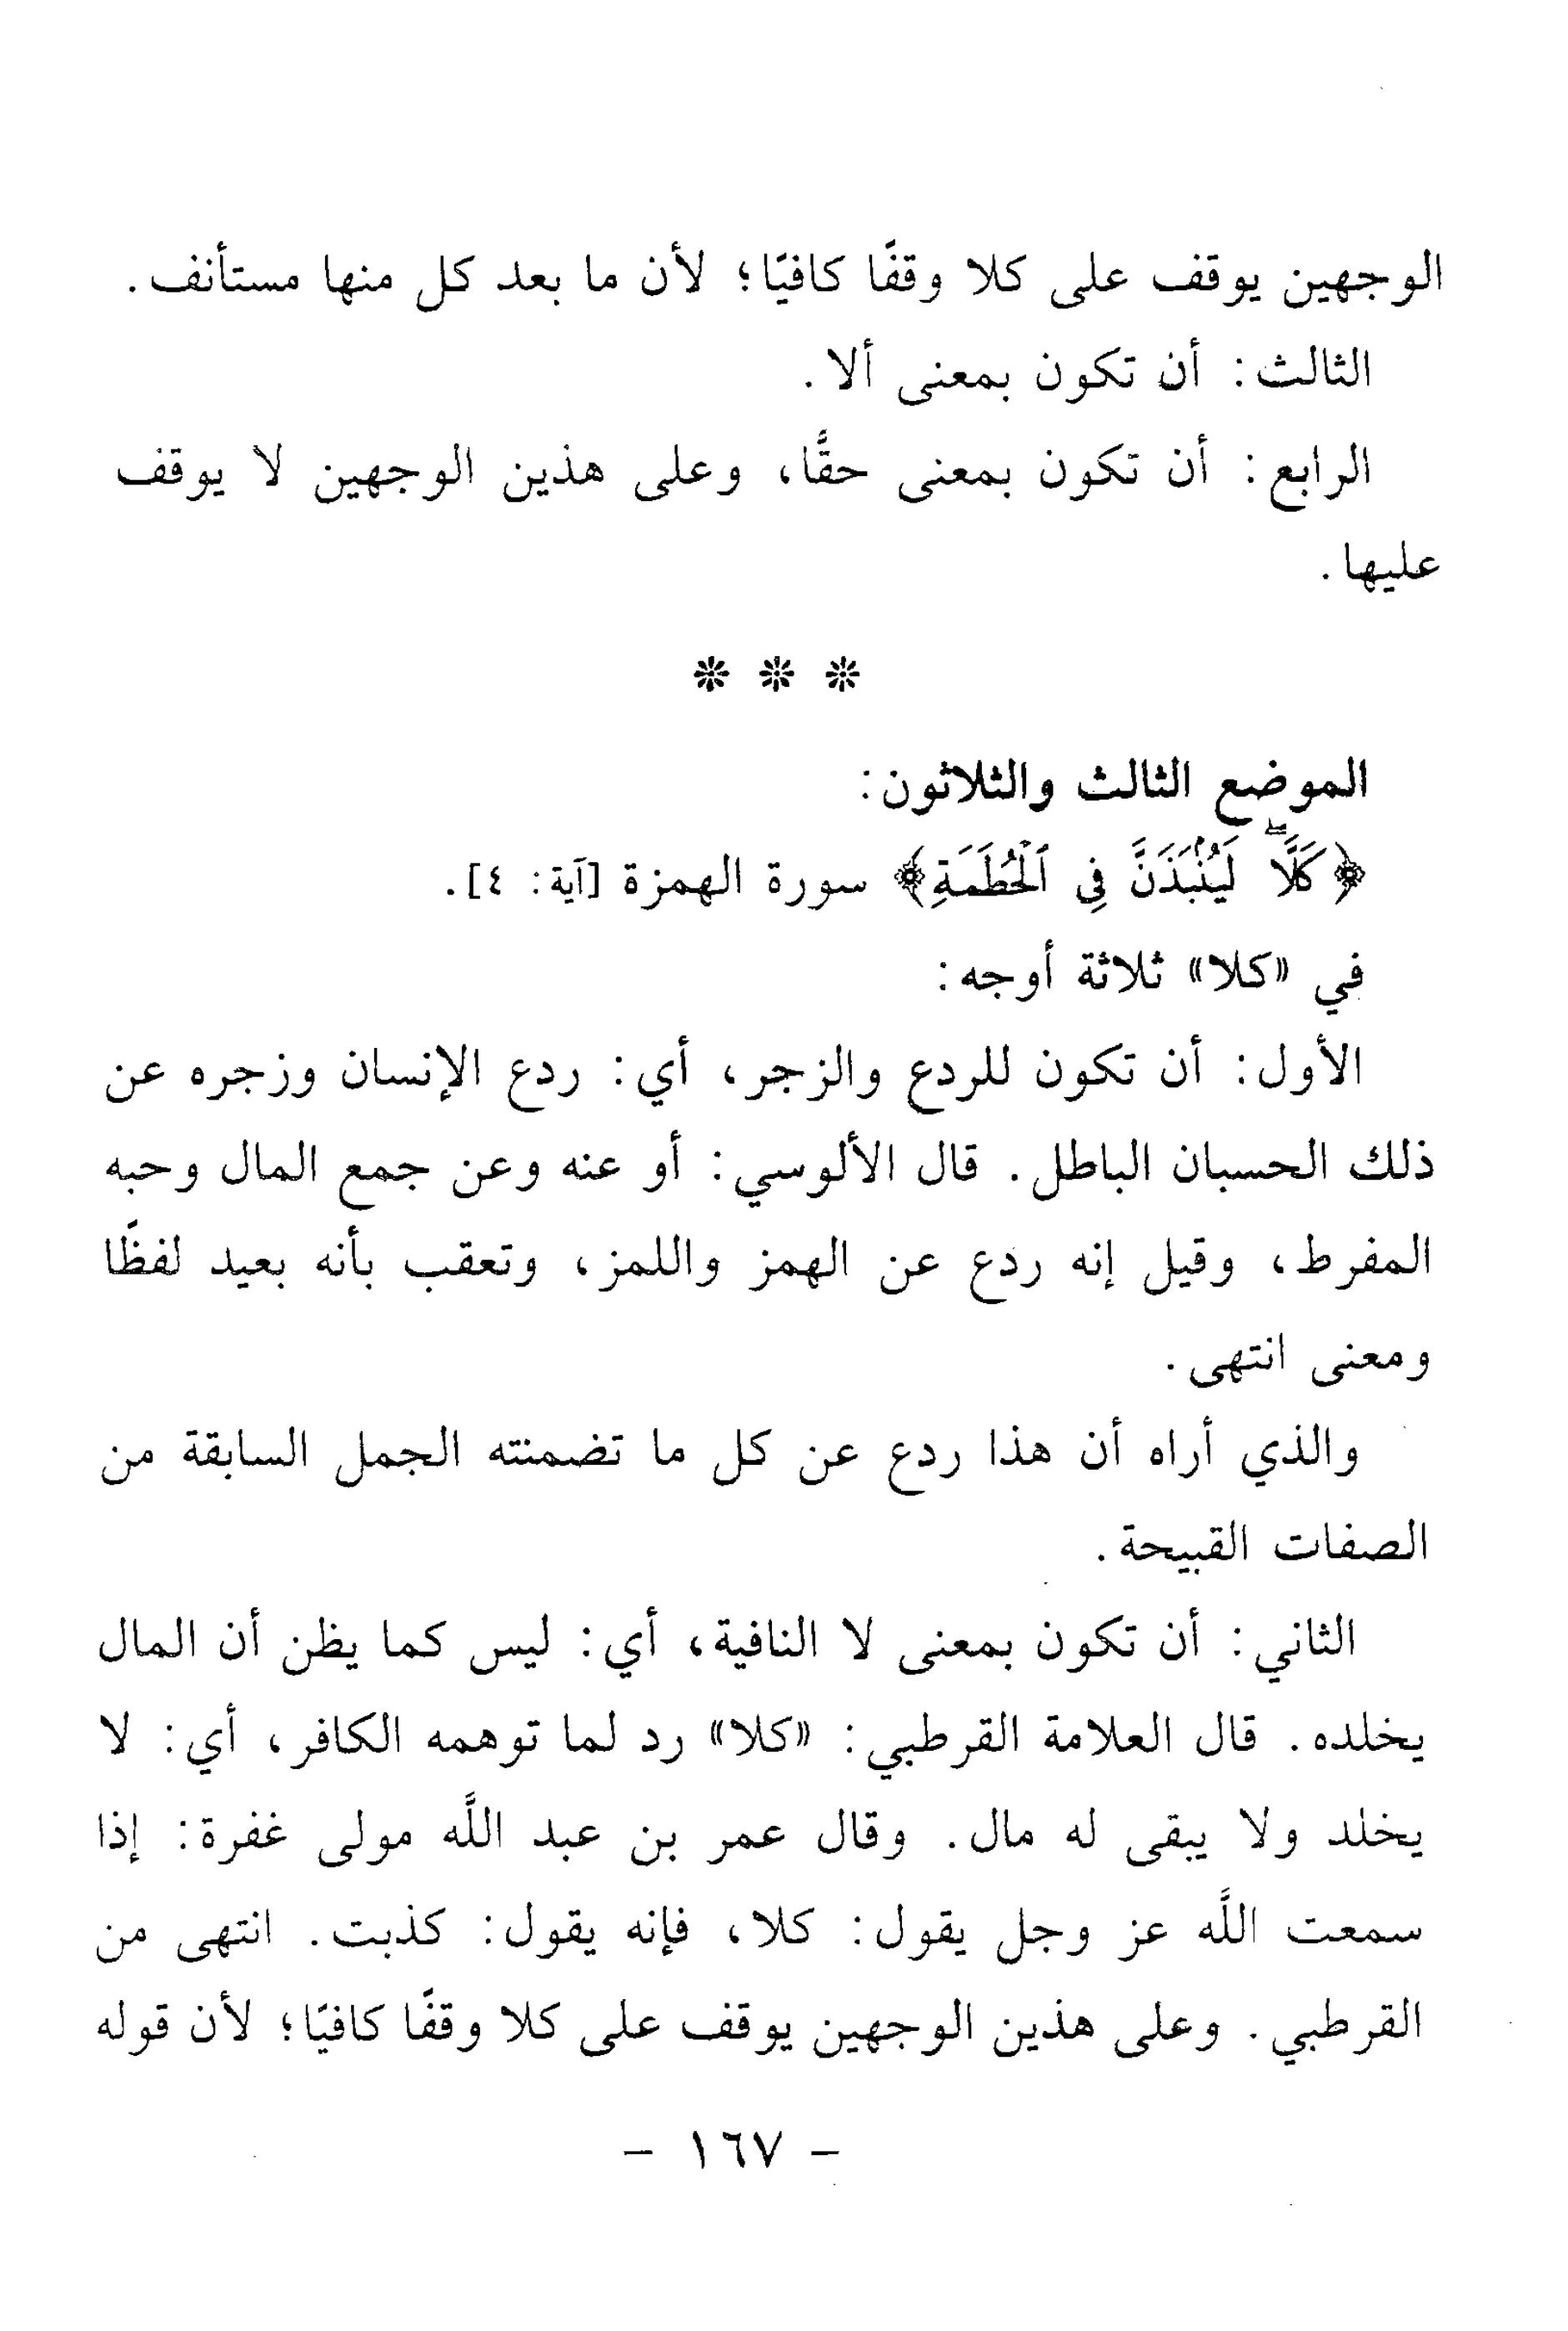 الوجهين يوقف على كلا وقفًا كافيًا؛ لأن ما بعد كل منها مستأنف.
الثالث: أن تكون بمعنى ألا.
الرابع: أن تكون بمعنى حقًّا، وعلى هذين الوجهين لا يوقف
عليها.
* * *
الموضع الثالث والثلاثون:
﴿كَلَّاۖ لَيُنۢبَذَنَّ فِي ٱلۡحُطَمَةِ﴾ سورة الهمزة [آية: ٤].
في «كلا» ثلاثة أوجه:
الأول: أن تكون للردع والزجر، أي: ردع الإنسان وزجره عن
ذلك الحسبان الباطل. قال الألوسي: أو عنه وعن جمع المال وحبه
المفرط، وقيل إنه ردع عن الهمز واللمز، وتعقب بأنه بعيد لفظًا
ومعنى انتهى.
والذي أراه أن هذا ردع عن كل ما تضمنته الجمل السابقة من
الصفات القبيحة.
الثاني: أن تكون بمعنى لا النافية، أي: ليس كما يظن أن المال
يخلده. قال العلامة القرطبي: «كلا» رد لما توهمه الكافر، أي: لا
يخلد ولا يبقى له مال. وقال عمر بن عبد اللَّه مولى غفرة: إذا
سمعت اللَّه عز وجل يقول: كلا، فإنه يقول: كذبت. انتهى من
القرطبي. وعلى هذين الوجهين يوقف على كلا وقفًا كافيًا؛ لأن قوله
- ١٦٧ -